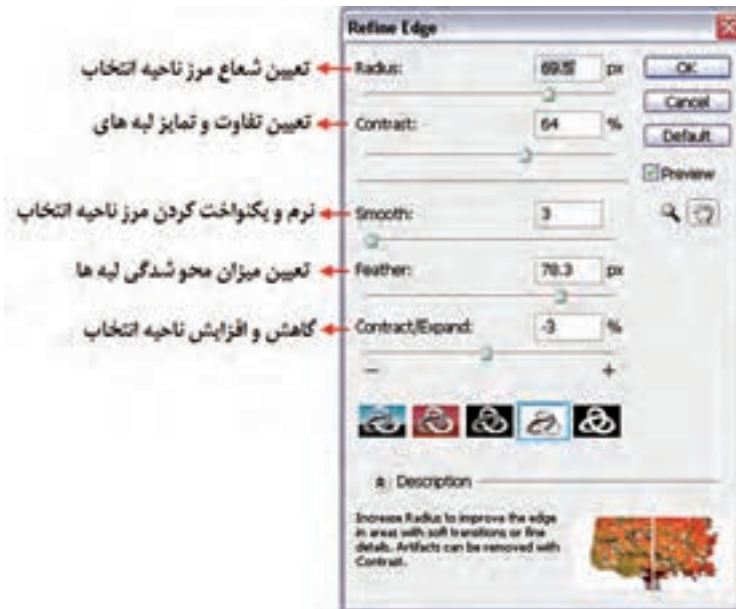 Refine Edge
تعیین شعاع مرز ناحیه انتخاب
Radius:
px
OK
Cancel
تعیین تفاوت و تمایز لبه های
Contrast:
64 %
Default
Preview
نرم و یکنواخت کردن مرز ناحیه انتخاب
Smooth:
3
تعیین میزان محو شدگی لبه ها
Feather:
78.3 px
کاهش و افزایش ناحیه انتخاب
Contract/Expand:
-3 %
− +
Description
Increase Radius to improve the edge
in areas with soft transitions or fine
details. Artifacts can be removed with
Contrast.